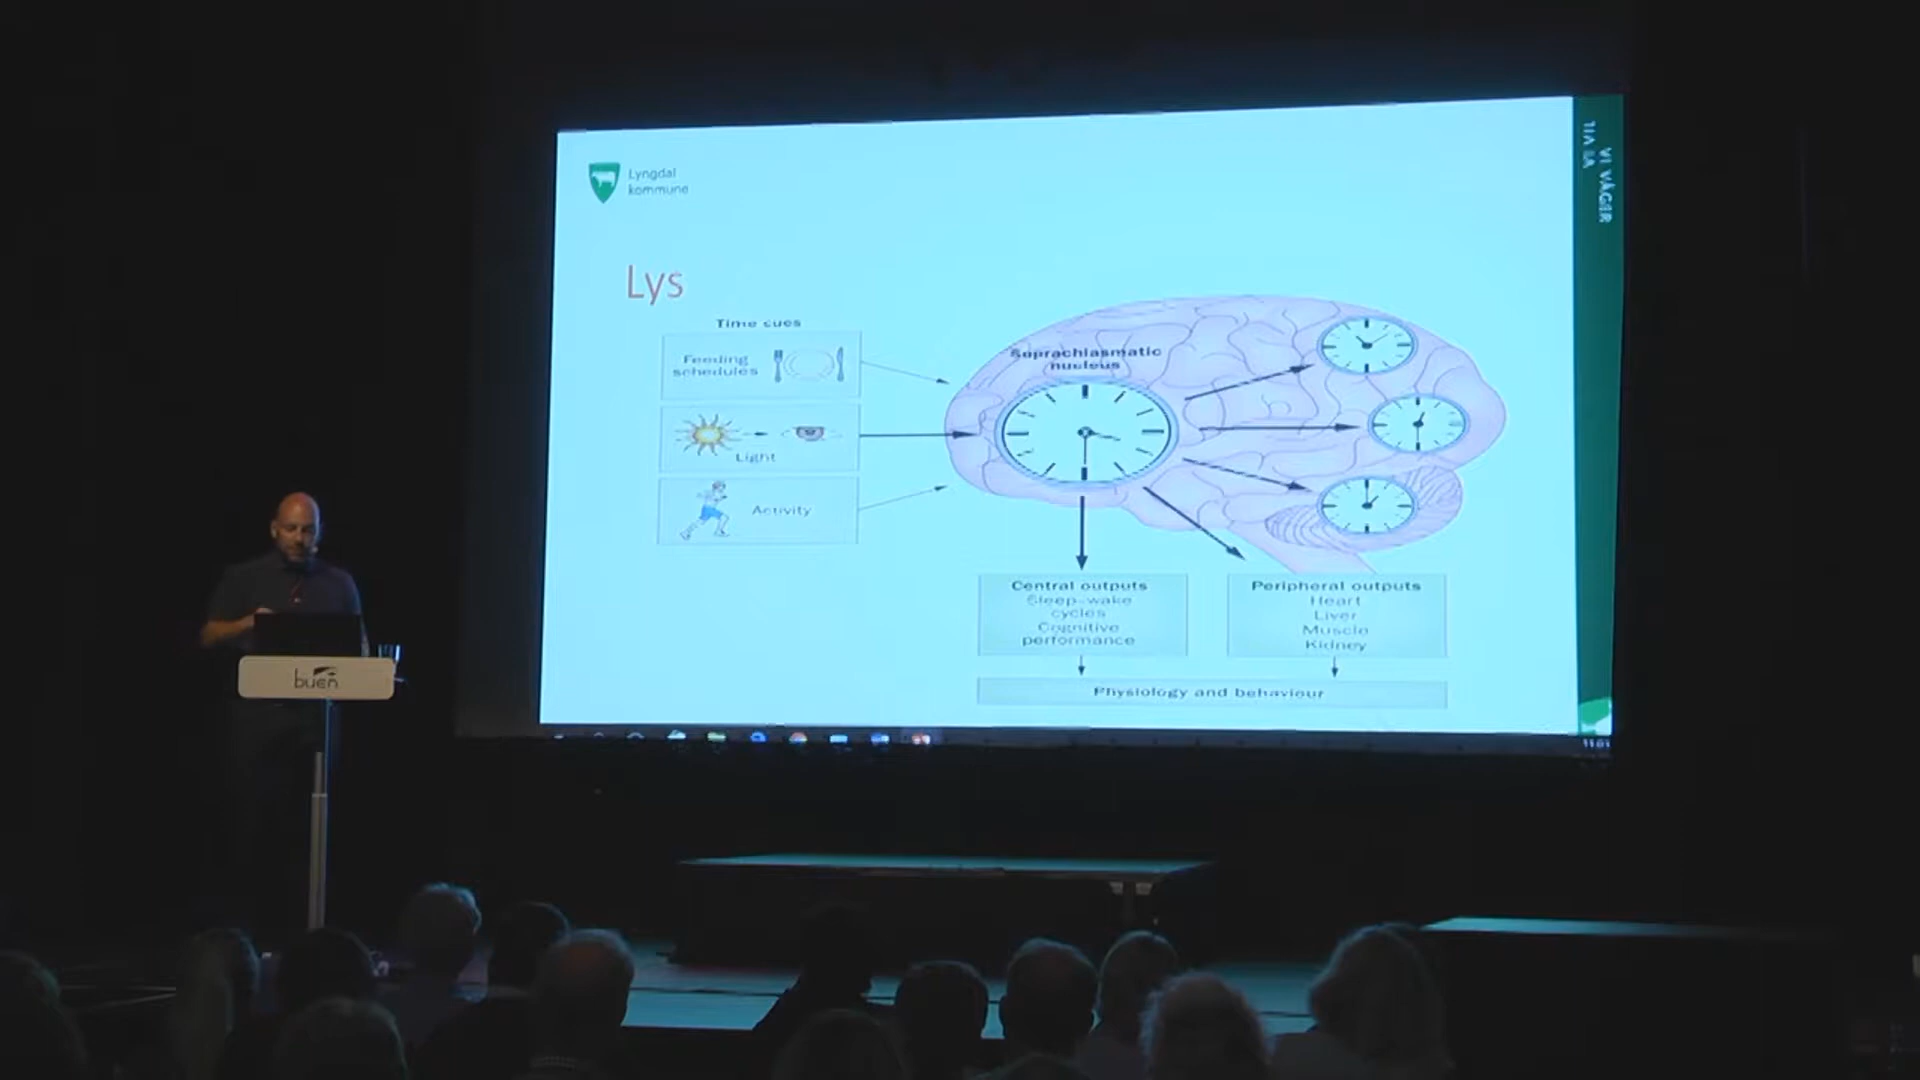 Lyngdal
kommune
VI VÅGER
Lys
Time cues
Feeding
schedules
Light
Activity
Suprachiasmatic
nucleus
Central outputs
Sleep–wake
cycles
Cognitive
performance
Peripheral outputs
Heart
Liver
Muscle
Kidney
Physiology and behaviour
buen